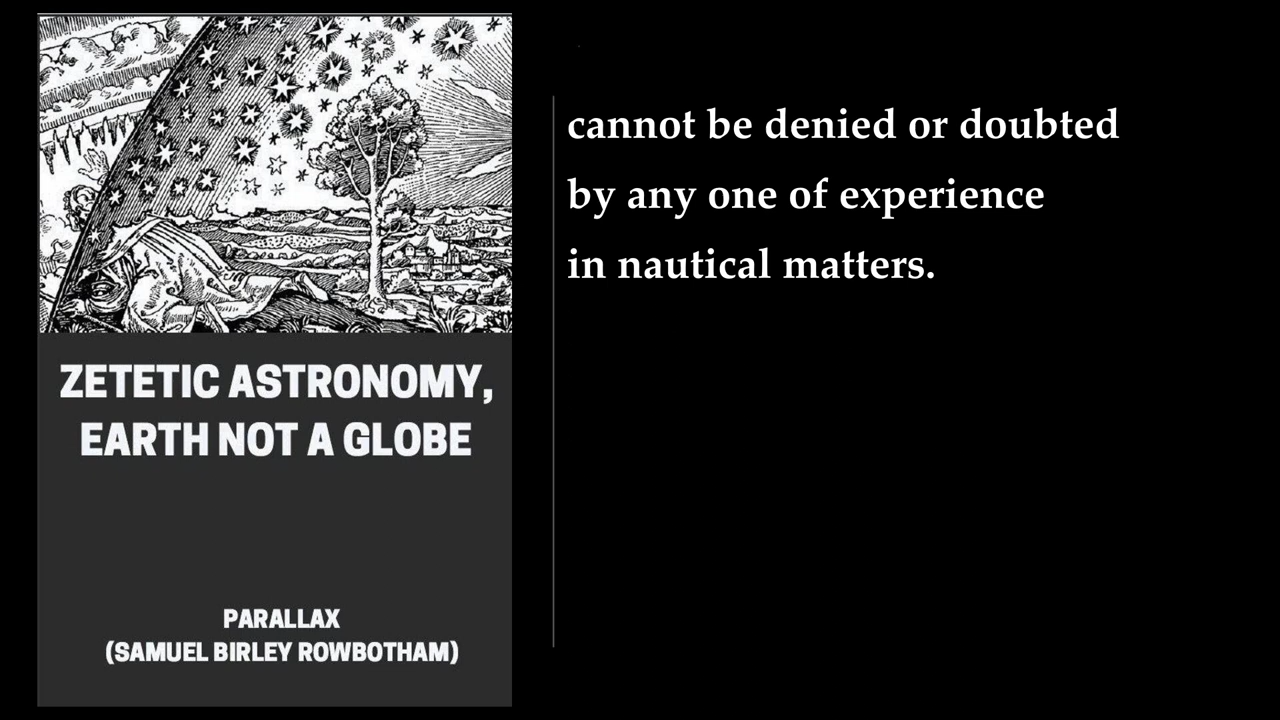 ZETETIC ASTRONOMY,
EARTH NOT A GLOBE
PARALLAX
(SAMUEL BIRLEY ROWBOTHAM)
cannot be denied or doubted
by any one of experience
in nautical matters.